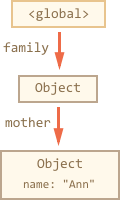 <global>
family
Object
mother
Object
name: "Ann"